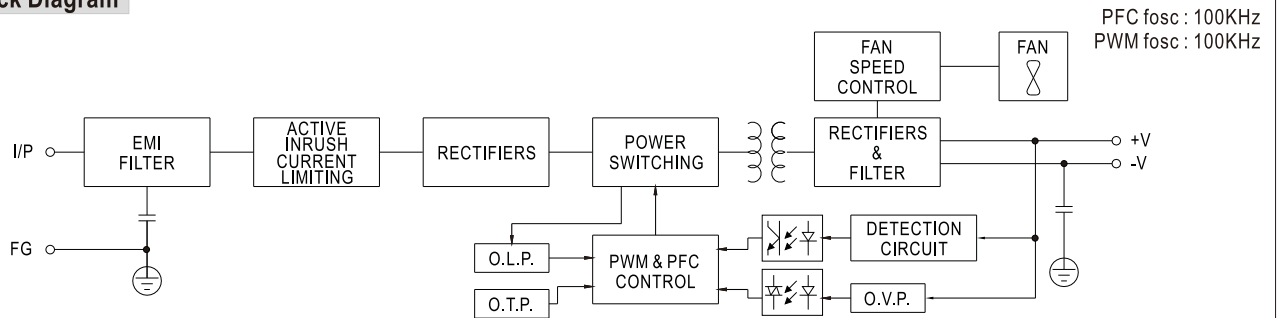 ck Diagram
PFC fosc : 100KHz
PWM fosc : 100KHz
FAN
SPEED
CONTROL
FAN
I/P
EMI
FILTER
ACTIVE
INRUSH
CURRENT
LIMITING
RECTIFIERS
POWER
SWITCHING
RECTIFIERS
&
FILTER
+V
-V
FG
O.L.P.
O.T.P.
PWM & PFC
CONTROL
DETECTION
CIRCUIT
O.V.P.